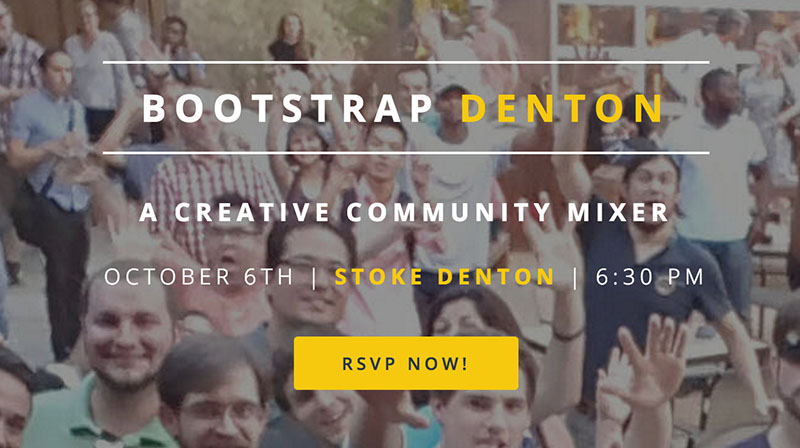 BOOTSTRAP DENTON
A CREATIVE COMMUNITY MIXER
OCTOBER 6TH | STOKE DENTON | 6:30 PM
RSVP NOW!